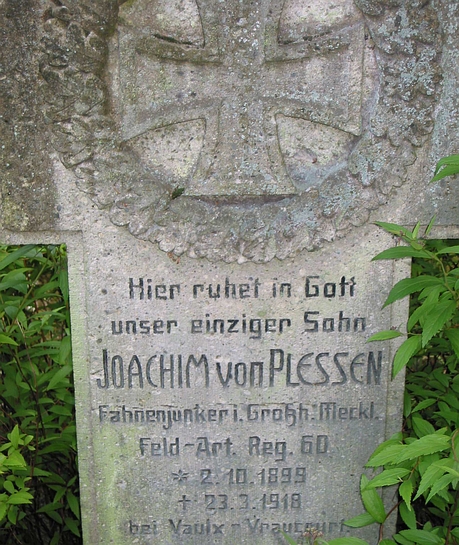 Hier ruhet in Gott
unser einziger Sohn
JOACHIM von PLESSEN
Fahnenjunker i. Großh. Meckl.
Feld-Art. Reg. 60
* 2.10.1899
† 23.3.1918
bei Vaulx-Vraucourt